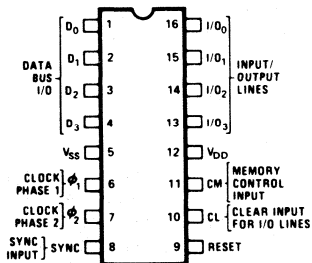 D0 1 16 I/O0
D1 2 15 I/O1
DATA BUS I/O
INPUT/ OUTPUT LINES
D2 3 14 I/O2
D3 4 13 I/O3
VSS 5 12 VDD
CLOCK PHASE 1 ϕ1 6 11 CM MEMORY CONTROL INPUT
CLOCK PHASE 2 ϕ2 7 10 CL CLEAR INPUT FOR I/O LINES
SYNC INPUT SYNC 8 9 RESET